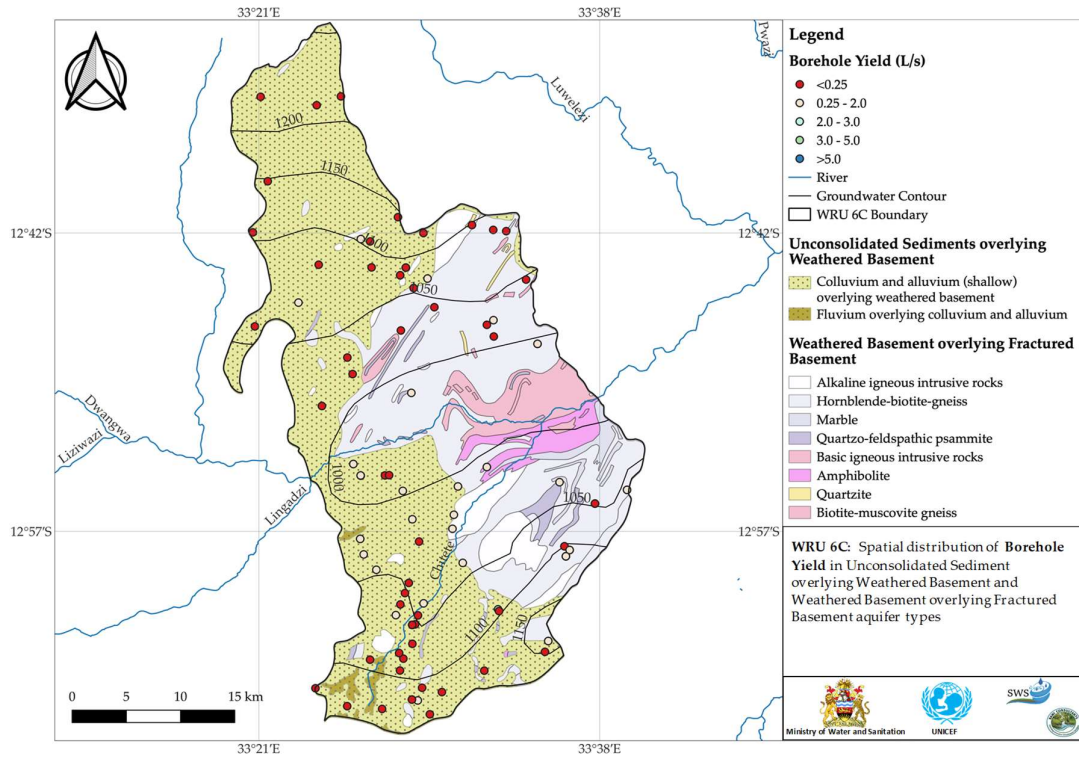 33°21'E
33°38'E
Pwazi
Luwelezi
1200
1150
12°42'S
12°42'S
1100
1050
Dwangwa
Liziwazi
1000
Lingadzi
1050
12°57'S
12°57'S
Chitete
1100
1150
0 5 10 15 km
33°21'E
33°38'E
Legend
Borehole Yield (L/s)
<0.25
0.25 - 2.0
2.0 - 3.0
3.0 - 5.0
>5.0
River
Groundwater Contour
WRU 6C Boundary
Unconsolidated Sediments overlying
Weathered Basement
Colluvium and alluvium (shallow)
overlying weathered basement
Fluvium overlying colluvium and alluvium
Weathered Basement overlying Fractured
Basement
Alkaline igneous intrusive rocks
Hornblende-biotite-gneiss
Marble
Quartzo-feldspathic psammite
Basic igneous intrusive rocks
Amphibolite
Quartzite
Biotite-muscovite gneiss
WRU 6C: Spatial distribution of Borehole
Yield in Unconsolidated Sediment
overlying Weathered Basement and
Weathered Basement overlying Fractured
Basement aquifer types
Ministry of Water and Sanitation
UNICEF
SWS